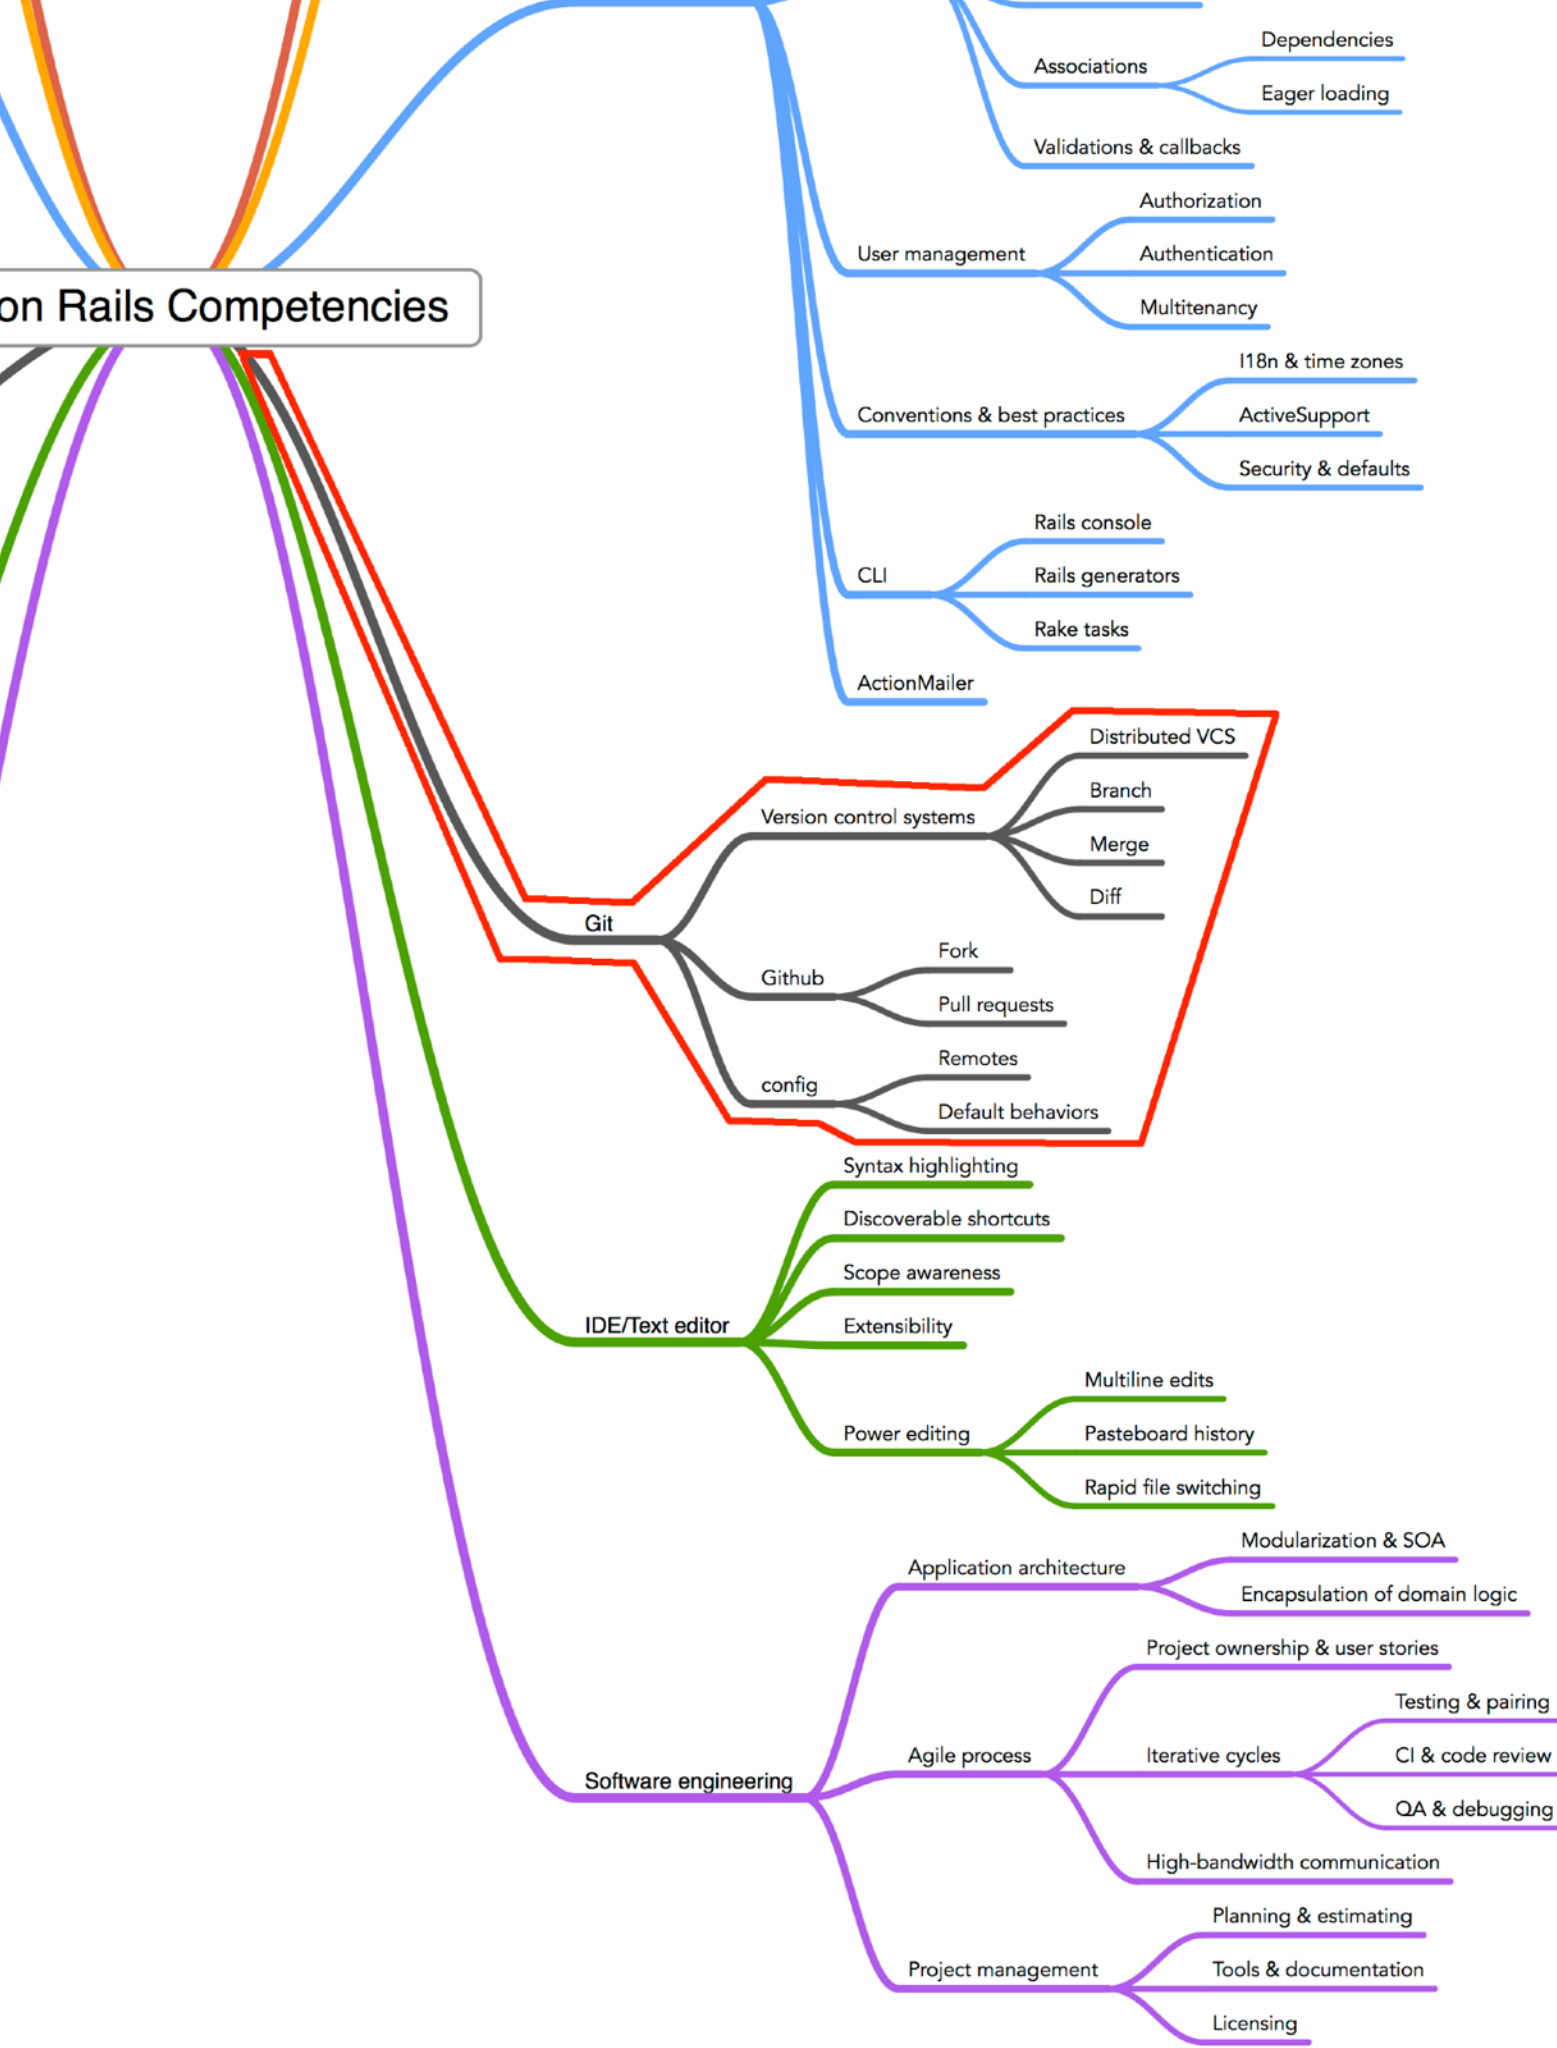 Dependencies
Associations
Eager loading
Validations & callbacks
Authorization
User management
Authentication
Multitenancy
on Rails Competencies
I18n & time zones
Conventions & best practices
ActiveSupport
Security & defaults
Rails console
CLI
Rails generators
Rake tasks
ActionMailer
Distributed VCS
Branch
Version control systems
Merge
Diff
Git
Fork
Github
Pull requests
Remotes
config
Default behaviors
Syntax highlighting
Discoverable shortcuts
Scope awareness
IDE/Text editor
Extensibility
Multiline edits
Power editing
Pasteboard history
Rapid file switching
Modularization & SOA
Application architecture
Encapsulation of domain logic
Project ownership & user stories
Testing & pairing
Agile process
Iterative cycles
CI & code review
Software engineering
QA & debugging
High-bandwidth communication
Planning & estimating
Project management
Tools & documentation
Licensing